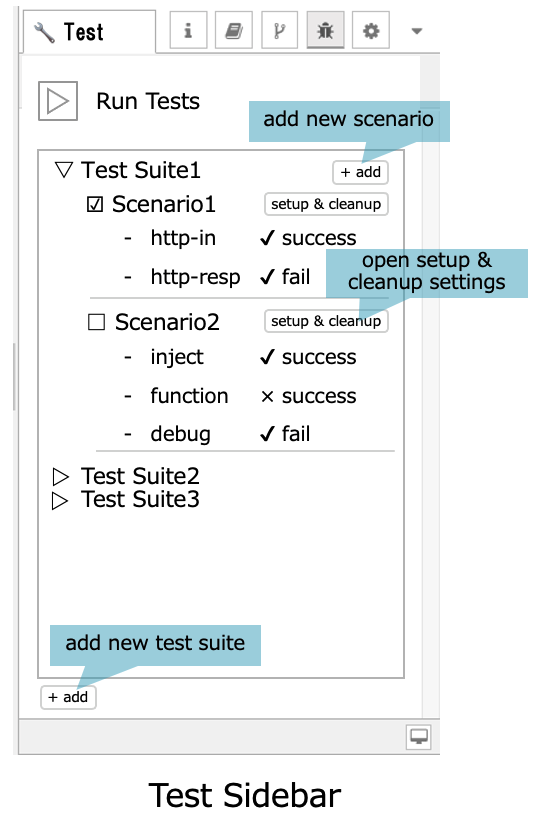 Test
Run Tests
add new scenario
Test Suite1
+ add
Scenario1
setup & cleanup
- http-in ✔ success
- http-resp ✔ fail
open setup &
cleanup settings
Scenario2
setup & cleanup
- inject ✔ success
- function × success
- debug ✔ fail
Test Suite2
Test Suite3
add new test suite
+ add
Test Sidebar